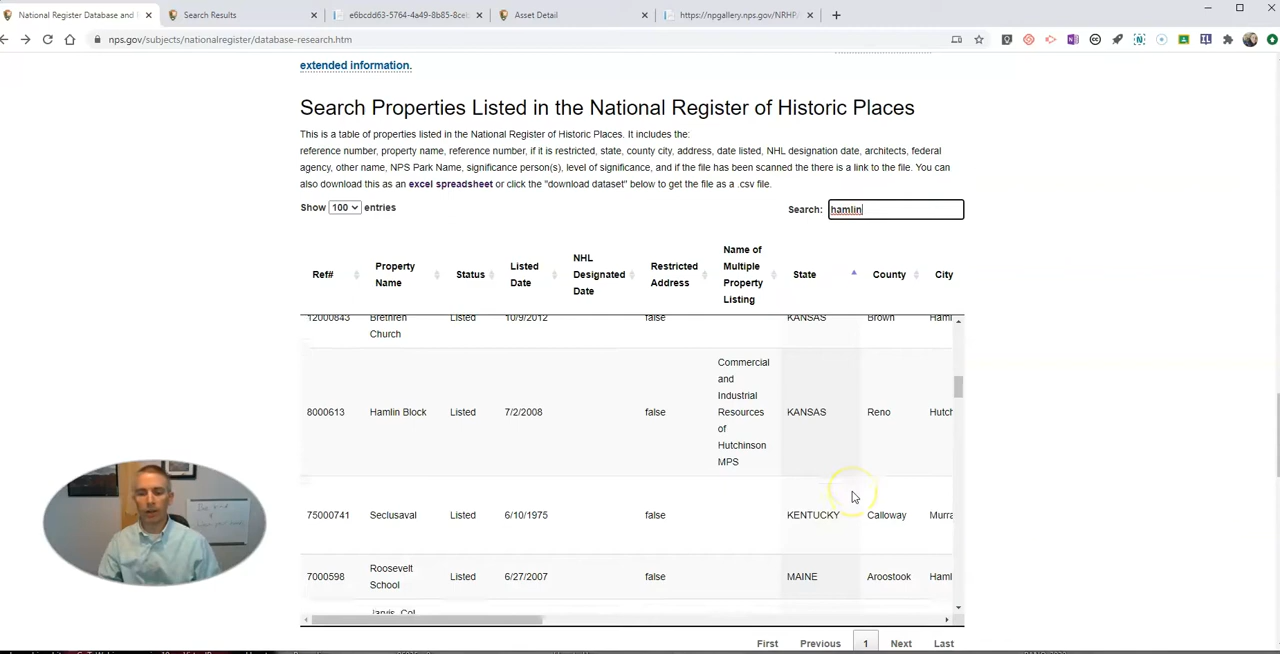 National Register Database and
Search Results
e6bcdd63-5764-4a49-8b85-8ce
Asset Detail
https://npgallery.nps.gov/NRHP/
nps.gov/subjects/nationalregister/database-research.htm
extended information.
Search Properties Listed in the National Register of Historic Places
This is a table of properties listed in the National Register of Historic Places. It includes the:
reference number, property name, reference number, if it is restricted, state, county city, address, date listed, NHL designation date, architects, federal
agency, other name, NPS Park Name, significance person(s), level of significance, and if the file has been scanned the there is a link to the file. You can
also download this as an excel spreadsheet or click the "download dataset" below to get the file as a .csv file.
Show 100 entries
Search: hamlin
Ref# Property Name Status Listed Date NHL Designated Date Restricted Address Name of Multiple Property Listing State County City
12000843 Brethren Church Listed 10/9/2012 false KANSAS Brown Haml
8000613 Hamlin Block Listed 7/2/2008 false Commercial and Industrial Resources of Hutchinson MPS KANSAS Reno Hutch
75000741 Seclusaval Listed 6/10/1975 false KENTUCKY Calloway Murra
7000598 Roosevelt School Listed 6/27/2007 false MAINE Aroostook Haml
Jarvis, Col.
First Previous 1 Next Last